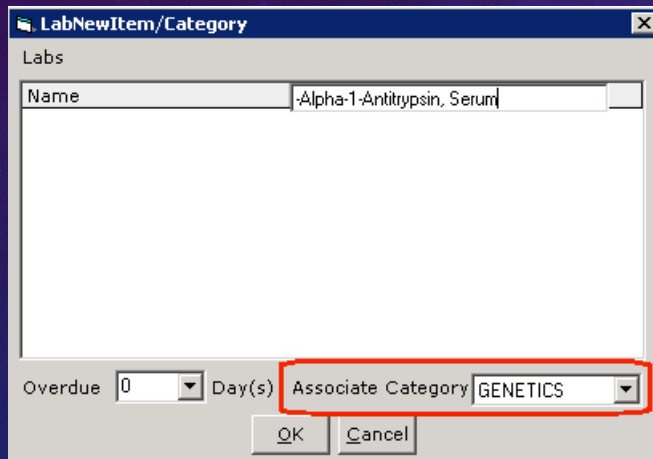 LabNewItem/Category
Labs
Name -Alpha-1-Antitrypsin, Serum
Overdue 0 Day(s) Associate Category GENETICS
OK Cancel